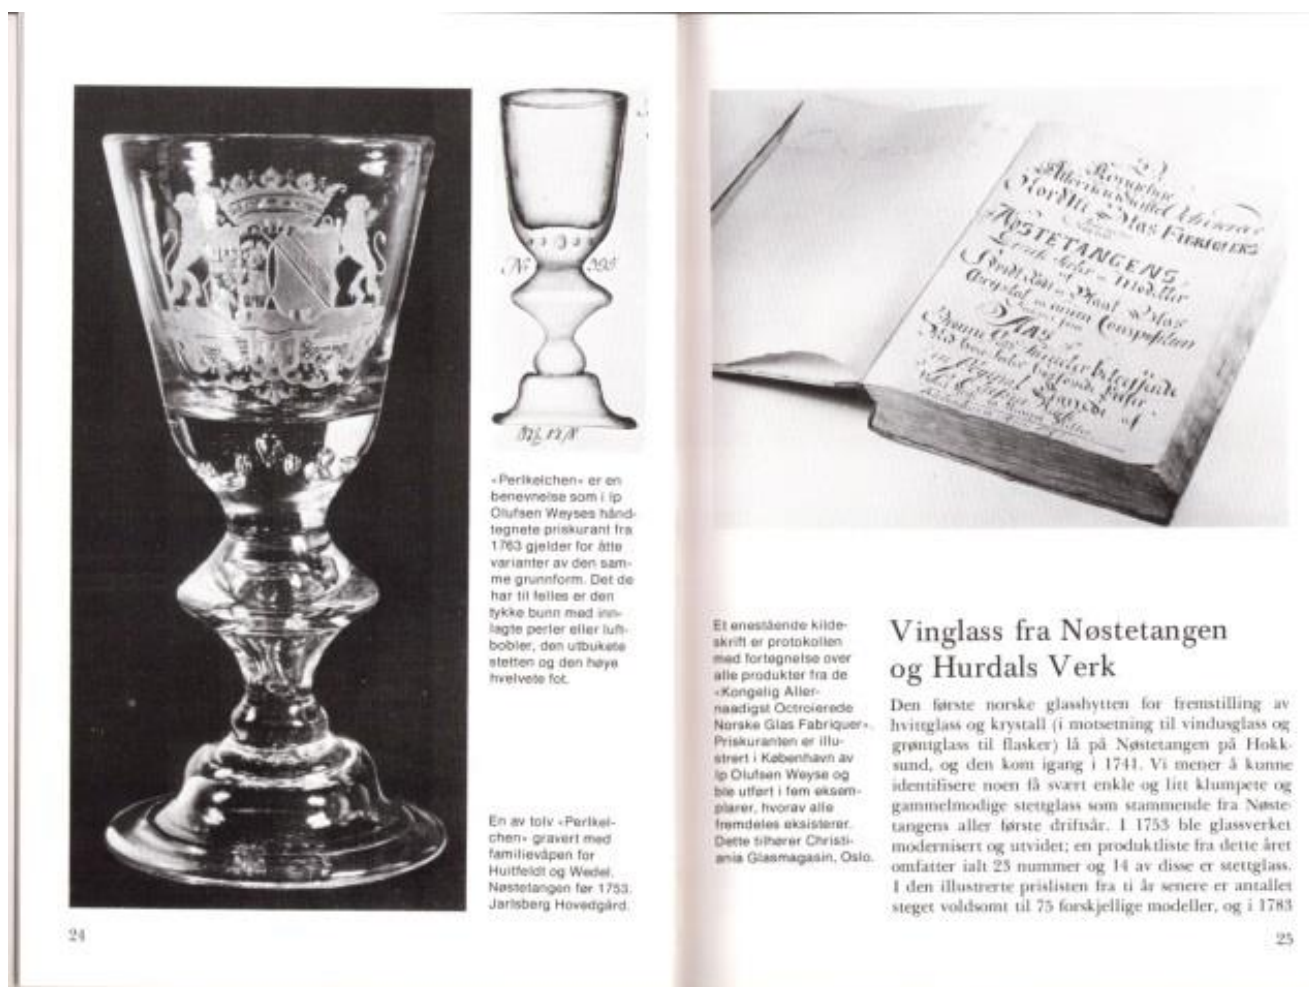 Nº 395
«Perlkelchen» er en
benevnelse som i Ip
Olufsen Weyses hånd-
tegnete priskurant fra
1763 gjelder for åtte
varianter av den sam-
me grunnform. Det de
har til felles er den
tykke bunn med inn-
lagte perler eller luft-
bobler, den utbukete
stetten og den høye
hvelvete fot.
En av tolv «Perlkel-
chen» gravert med
familievåpen for
Huitfeldt og Wedel.
Nøstetangen før 1753.
Jarlsberg Hovedgård.
24
Kongelige
Allernaadigst
NØSTETANGENS,
Et enestående kilde-
skrift er protokollen
med fortegnelse over
alle produkter fra de
«Kongelig Aller-
naadigst Octroierede
Norske Glas Fabriquer».
Priskuranten er illu-
strert i København av
Ip Olufsen Weyse og
ble utført i fem eksem-
plarer, hvorav alle
fremdeles eksisterer.
Dette tilhører Christi-
ania Glasmagasin, Oslo.
Vinglass fra Nøstetangen
og Hurdals Verk
Den første norske glasshytten for fremstilling av
hvittglass og krystall (i motsetning til vindusglass og
grøntglass til flasker) lå på Nøstetangen på Hokk-
sund, og den kom igang i 1741. Vi mener å kunne
identifisere noen få svært enkle og litt klumpete og
gammelmodige stettglass som stammende fra Nøste-
tangens aller første driftsår. I 1753 ble glassverket
modernisert og utvidet; en produktliste fra dette året
omfatter ialt 23 nummer og 14 av disse er stettglass.
I den illustrerte prislisten fra ti år senere er antallet
steget voldsomt til 75 forskjellige modeller, og i 1783
25